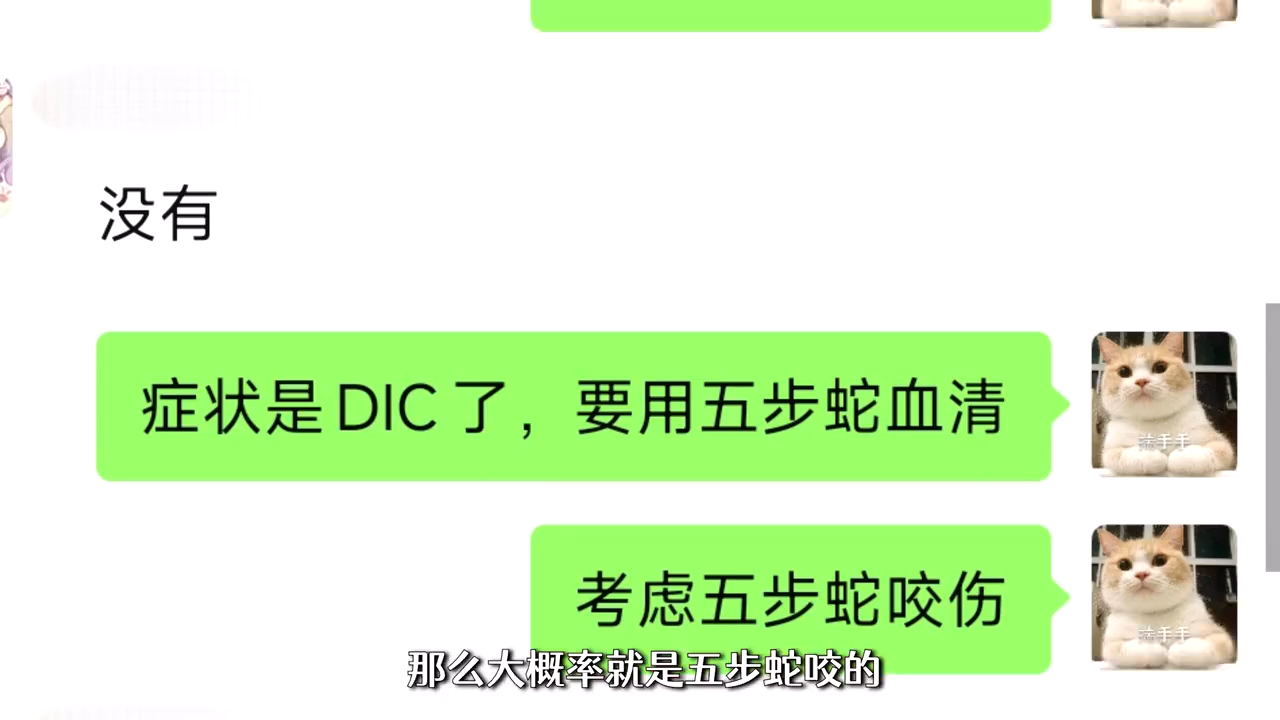 没有
症状是DIC了，要用五步蛇血清
考虑五步蛇咬伤
那么大概率就是五步蛇咬的